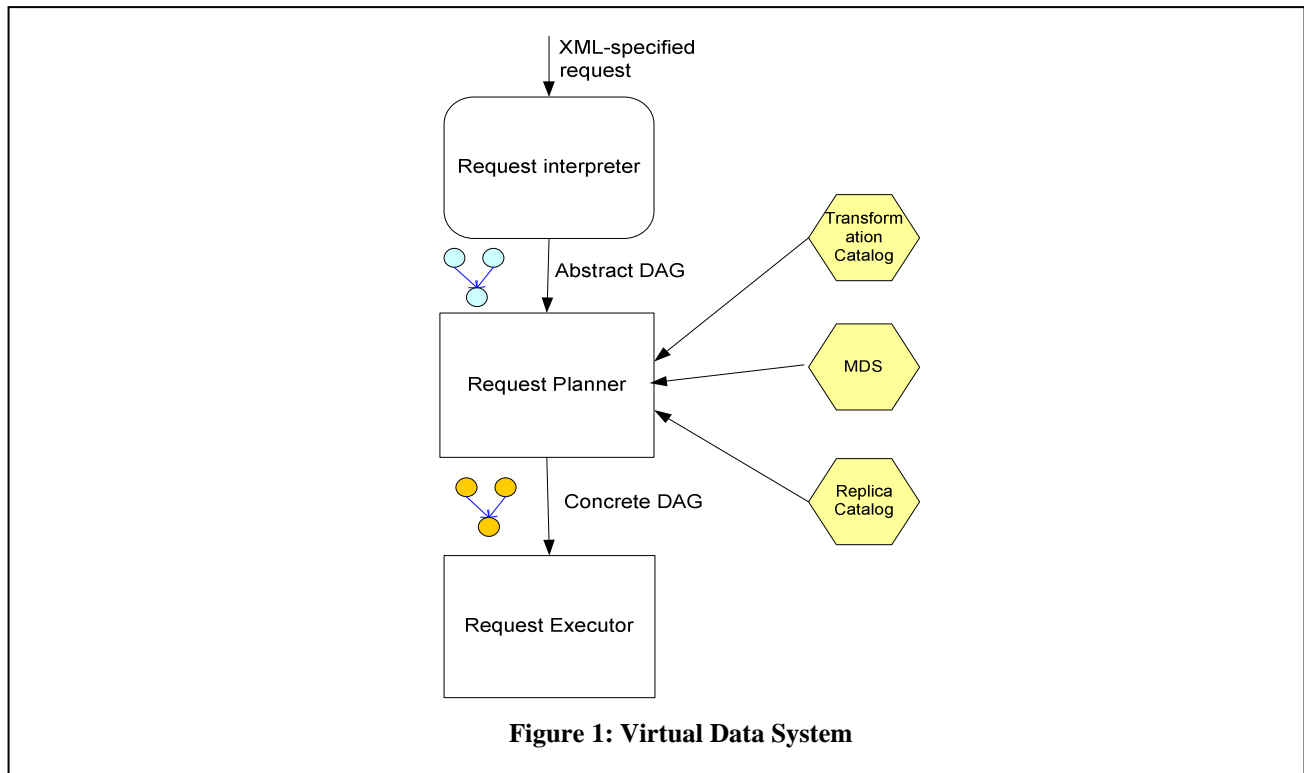 XML-specified
request
Request interpreter
Transform
ation
Catalog
Abstract DAG
MDS
Request Planner
Replica
Catalog
Concrete DAG
Request Executor
Figure 1: Virtual Data System